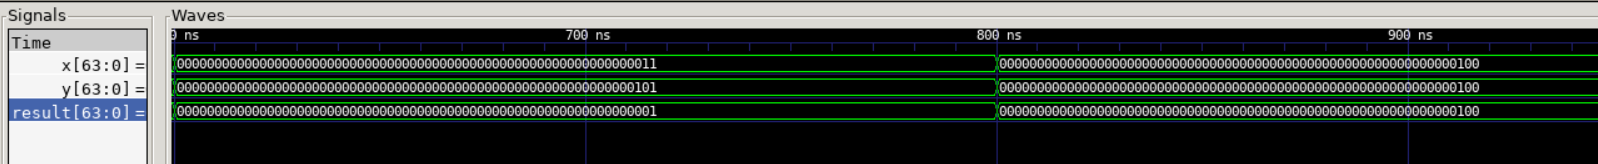 Signals
Waves
Time
0 ns 700 ns 800 ns 900 ns
x[63:0] = 0000000000000000000000000000000000000000000000000000000000000011 0000000000000000000000000000000000000000000000000000000000000100
y[63:0] = 0000000000000000000000000000000000000000000000000000000000000101 0000000000000000000000000000000000000000000000000000000000000100
result[63:0] = 0000000000000000000000000000000000000000000000000000000000000001 0000000000000000000000000000000000000000000000000000000000000100